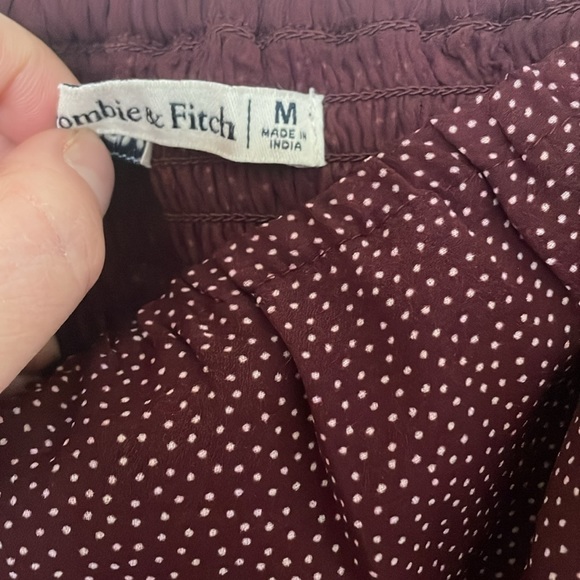 ombie & Fitch
M
MADE IN
INDIA